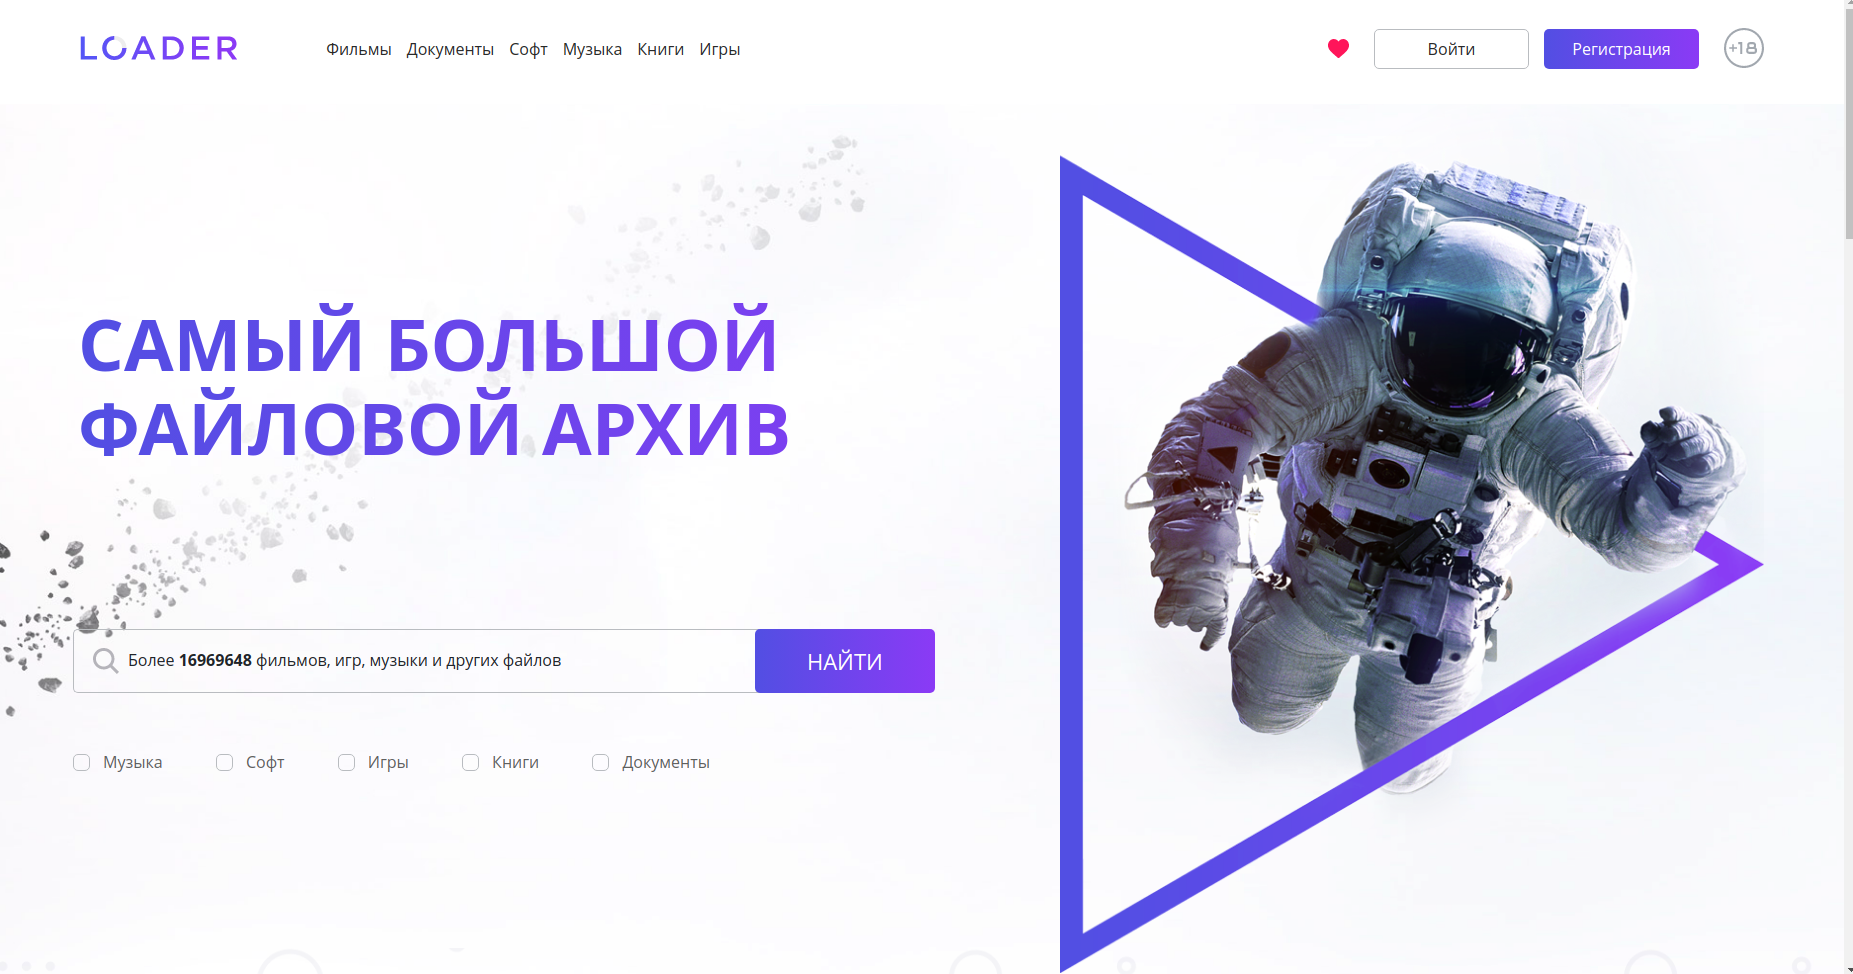 LOADER
Фильмы Документы Софт Музыка Книги Игры
Войти
Регистрация
+18
САМЫЙ БОЛЬШОЙ
ФАЙЛОВОЙ АРХИВ
Более 16969648 фильмов, игр, музыки и других файлов
НАЙТИ
Музыка Софт Игры Книги Документы